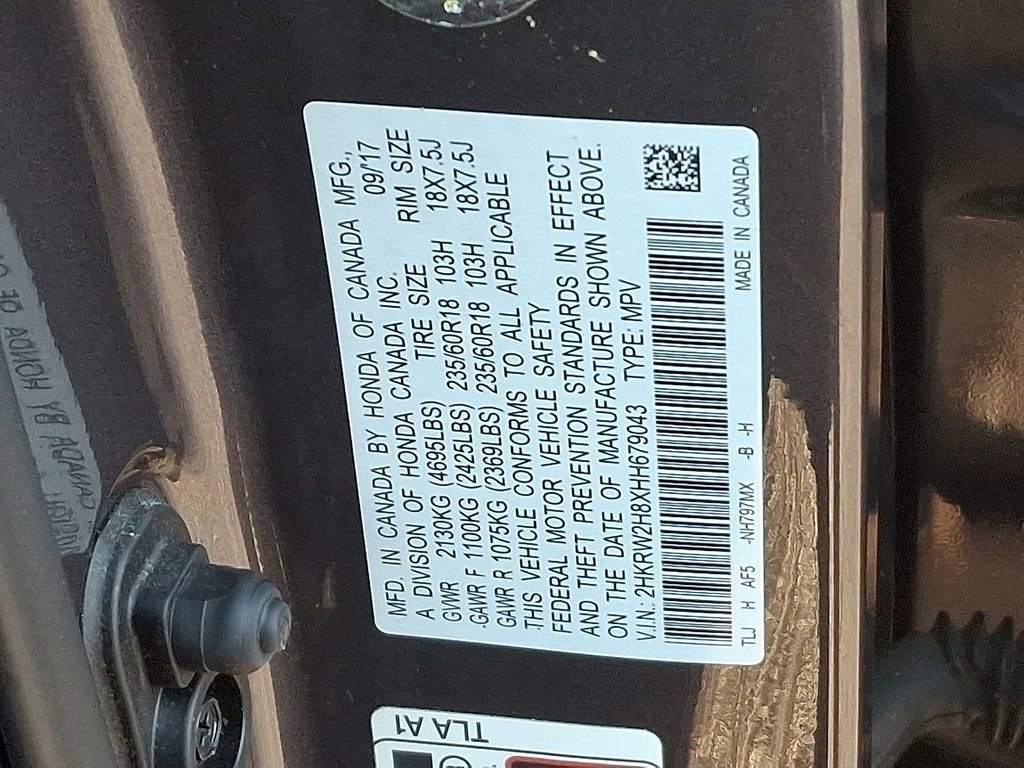 MFD. IN CANADA BY HONDA OF CANADA MFG.,
A DIVISION OF HONDA CANADA INC. 09/'17
GVWR 2130KG (4695LBS) TIRE SIZE RIM SIZE
GAWR F 1100KG (2425LBS) 235/60R18 103H 18X7.5J
GAWR R 1075KG (2369LBS) 235/60R18 103H 18X7.5J
THIS VEHICLE CONFORMS TO ALL APPLICABLE
FEDERAL MOTOR VEHICLE SAFETY
AND THEFT PREVENTION STANDARDS IN EFFECT
ON THE DATE OF MANUFACTURE SHOWN ABOVE.
V.I.N.: 2HKRW2H8XHH679043 TYPE: MPV
TLJ H AF5 -NH797MX -B -H MADE IN CANADA
TLA A1